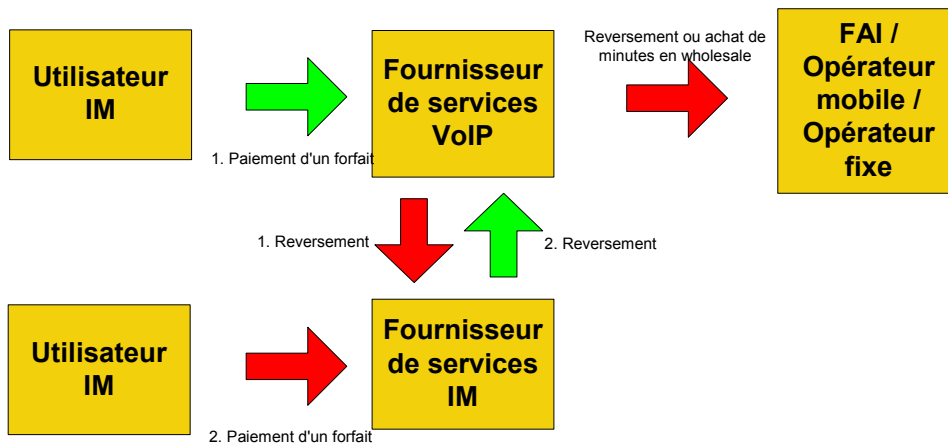 Utilisateur
IM
1. Paiement d'un forfait
Fournisseur
de services
VoIP
Reversement ou achat de
minutes en wholesale
FAI /
Opérateur
mobile /
Opérateur
fixe
1. Reversement
2. Reversement
Utilisateur
IM
2. Paiement d'un forfait
Fournisseur
de services
IM